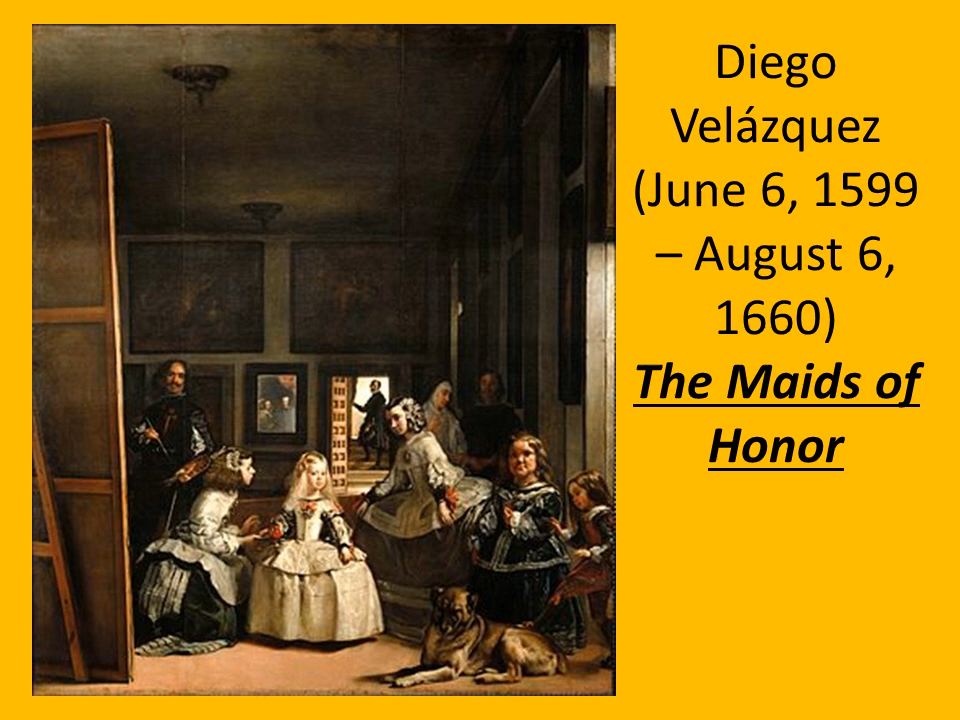 Diego
Velázquez
(June 6, 1599
– August 6,
1660)
The Maids of
Honor